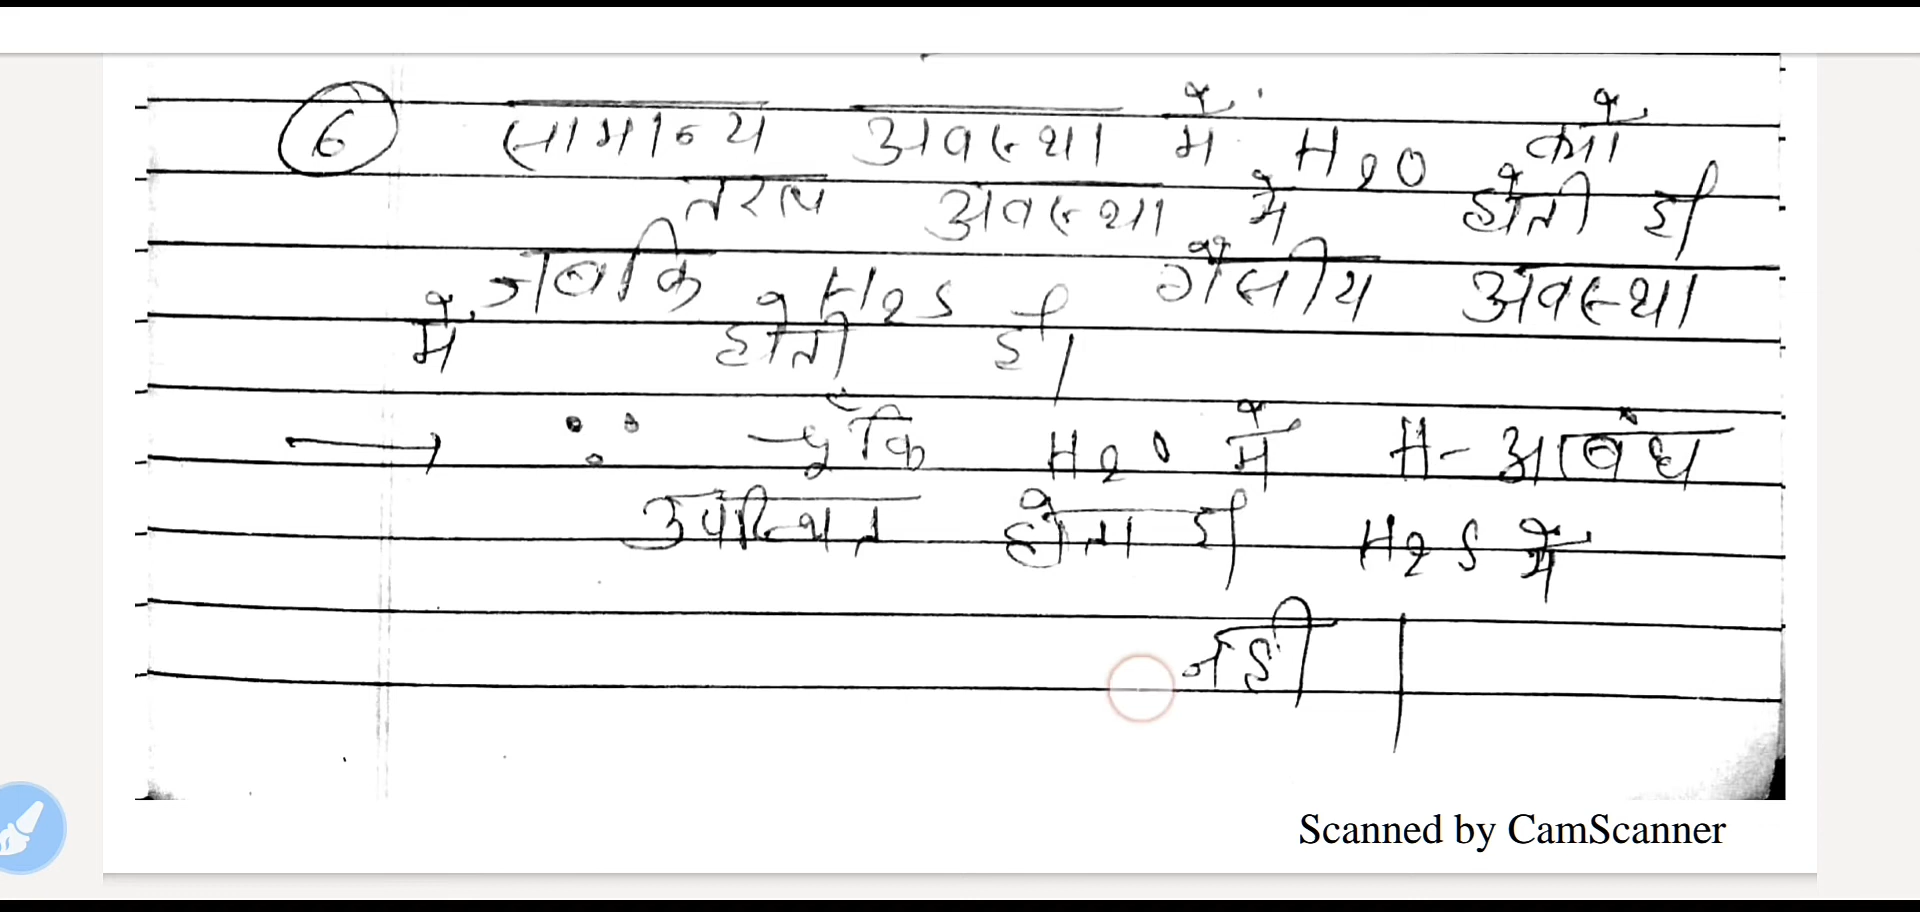 6 सामान्य अवस्था में H2O क्यों
तरल अवस्था में होती है।
जबकि H2S गैसीय अवस्था
में होती है।
→ ∵ चूँकि H2O में H-आबंध
उपस्थित होता है। H2S में
नही।
Scanned by CamScanner